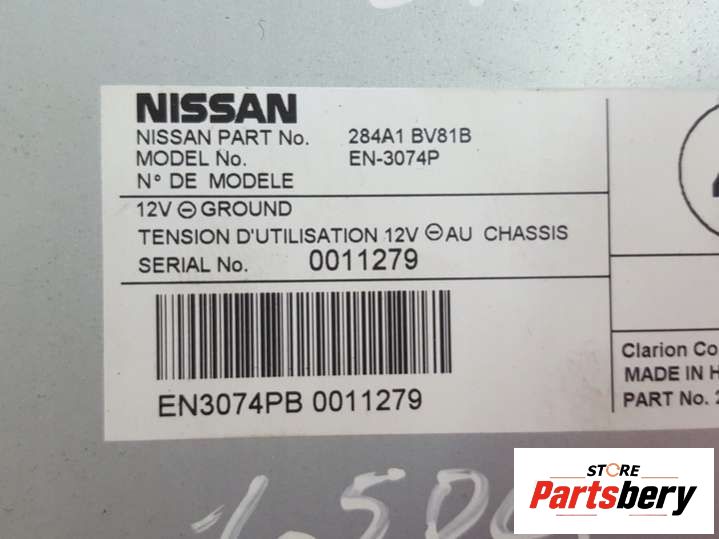 NISSAN
NISSAN PART No. 284A1 BV81B
MODEL No. EN-3074P
N° DE MODELE
12V ⊖ GROUND
TENSION D'UTILISATION 12V ⊖ AU CHASSIS
SERIAL No. 0011279
EN3074PB 0011279
Clarion Co
MADE IN H
PART No. 2
STORE
Partsbery